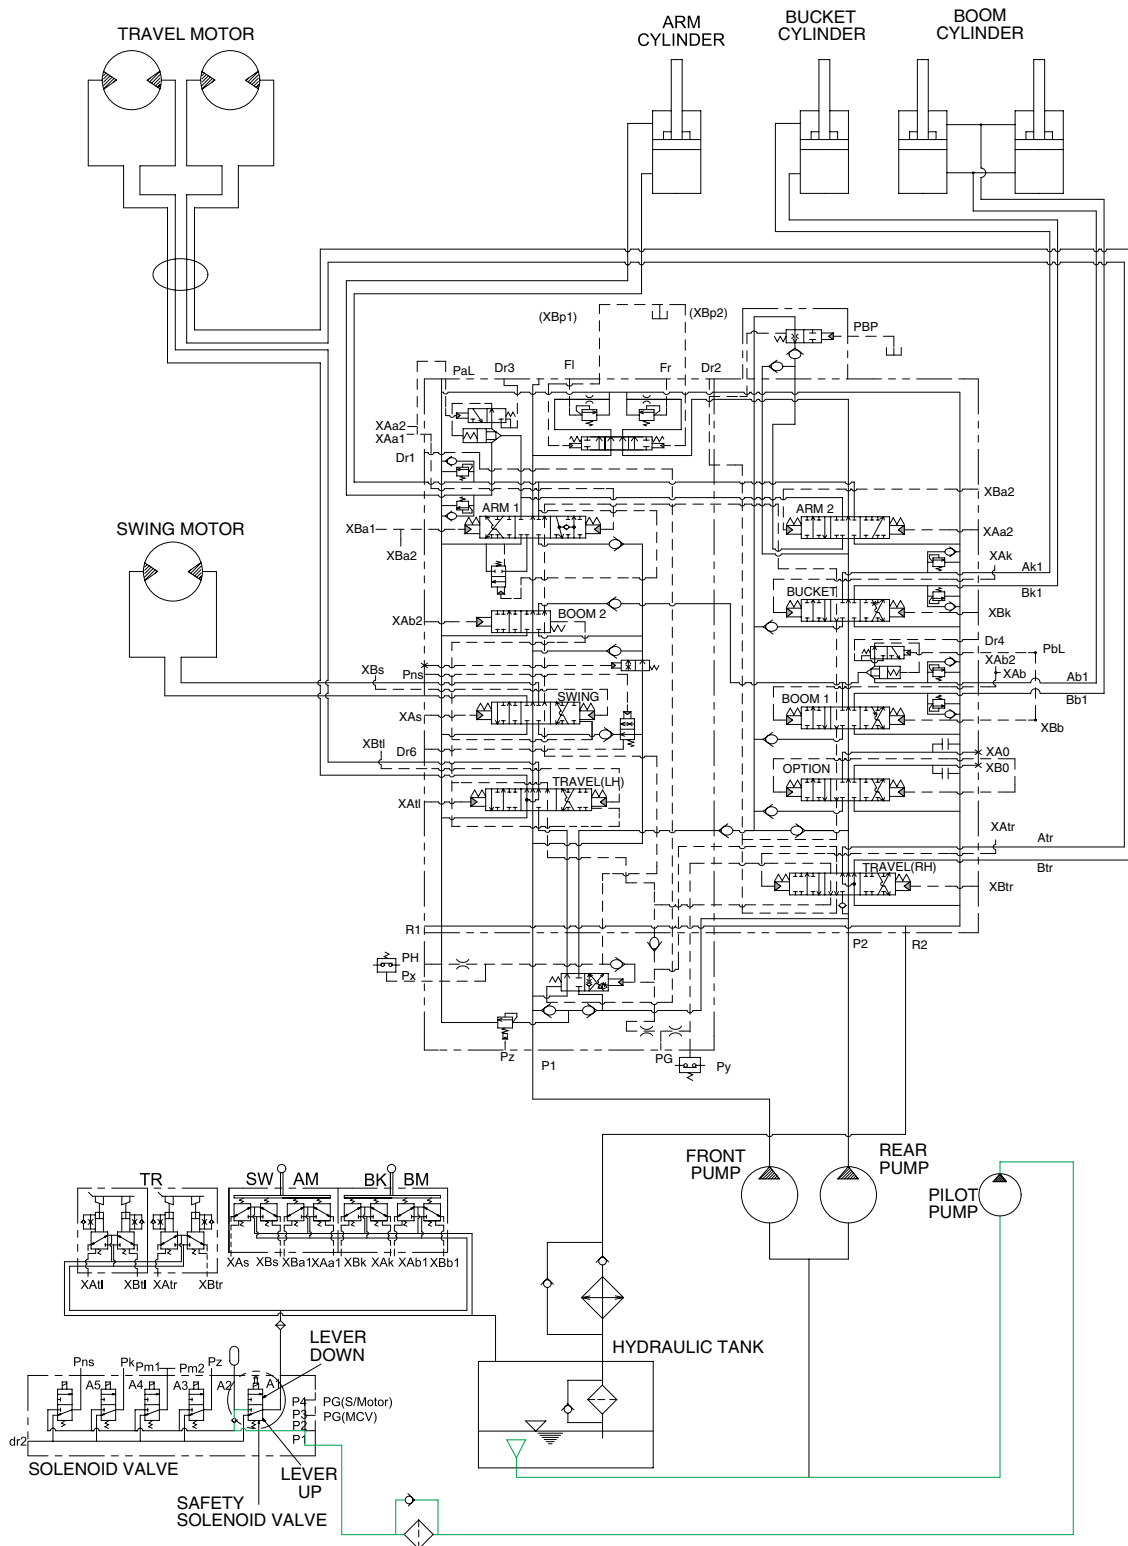 TRAVEL MOTOR
ARM
CYLINDER
BUCKET
CYLINDER
BOOM
CYLINDER
(XBp1)
(XBp2)
PBP
PaL
Dr3
Fl
Fr
Dr2
XAa2
XAa1
Dr1
XBa2
SWING MOTOR
ARM 1
ARM 2
XBa1
XAa2
XBa2
XAk
Ak1
BUCKET
Bk1
XAb2
BOOM 2
XBk
Dr4
PbL
XBs
Pns
XAb2
XAb
Ab1
SWING
BOOM 1
Bb1
XAs
XBb
XBtl
Dr6
XA0
OPTION
XB0
TRAVEL(LH)
XAtl
XAtr
Atr
TRAVEL(RH)
Btr
XBtr
R1
P2
R2
PH
Px
Pz
P1
PG
Py
FRONT
PUMP
REAR
PUMP
PILOT
PUMP
TR
SW
AM
BK
BM
XAtl
XBtl
XAtr
XBtr
XAs
XBs
XBa1
XAa1
XBk
XAk
XAb1
XBb1
HYDRAULIC TANK
LEVER
DOWN
Pns
Pk
Pm1
Pm2
Pz
A5
A4
A3
A2
A1
P4
PG(S/Motor)
P3
PG(MCV)
P2
P1
dr2
SOLENOID VALVE
LEVER
UP
SAFETY
SOLENOID VALVE